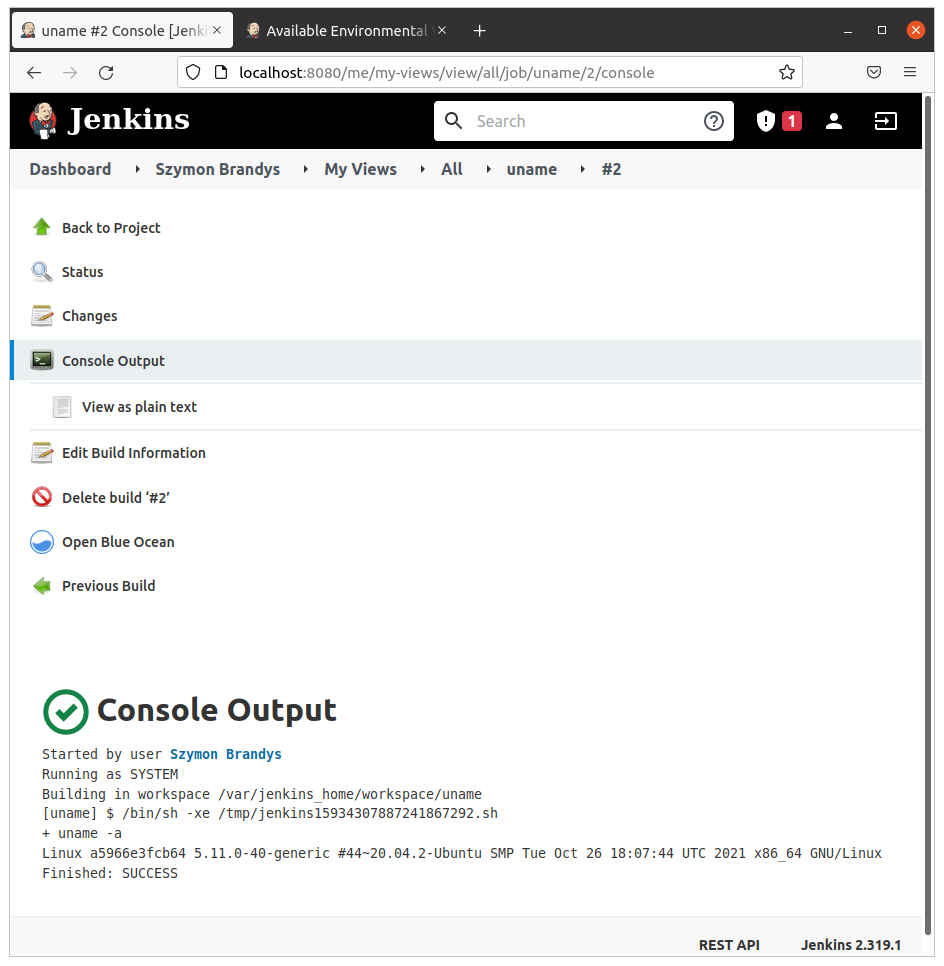 uname #2 Console [Jenki
Available Environmental
localhost:8080/me/my-views/view/all/job/uname/2/console
Jenkins
Search
1
Dashboard Szymon Brandys My Views All uname #2
Back to Project
Status
Changes
Console Output
View as plain text
Edit Build Information
Delete build ‘#2’
Open Blue Ocean
Previous Build
Console Output
Started by user Szymon Brandys
Running as SYSTEM
Building in workspace /var/jenkins_home/workspace/uname
[uname] $ /bin/sh -xe /tmp/jenkins15934307887241867292.sh
+ uname -a
Linux a5966e3fcb64 5.11.0-40-generic #44~20.04.2-Ubuntu SMP Tue Oct 26 18:07:44 UTC 2021 x86_64 GNU/Linux
Finished: SUCCESS
REST API Jenkins 2.319.1